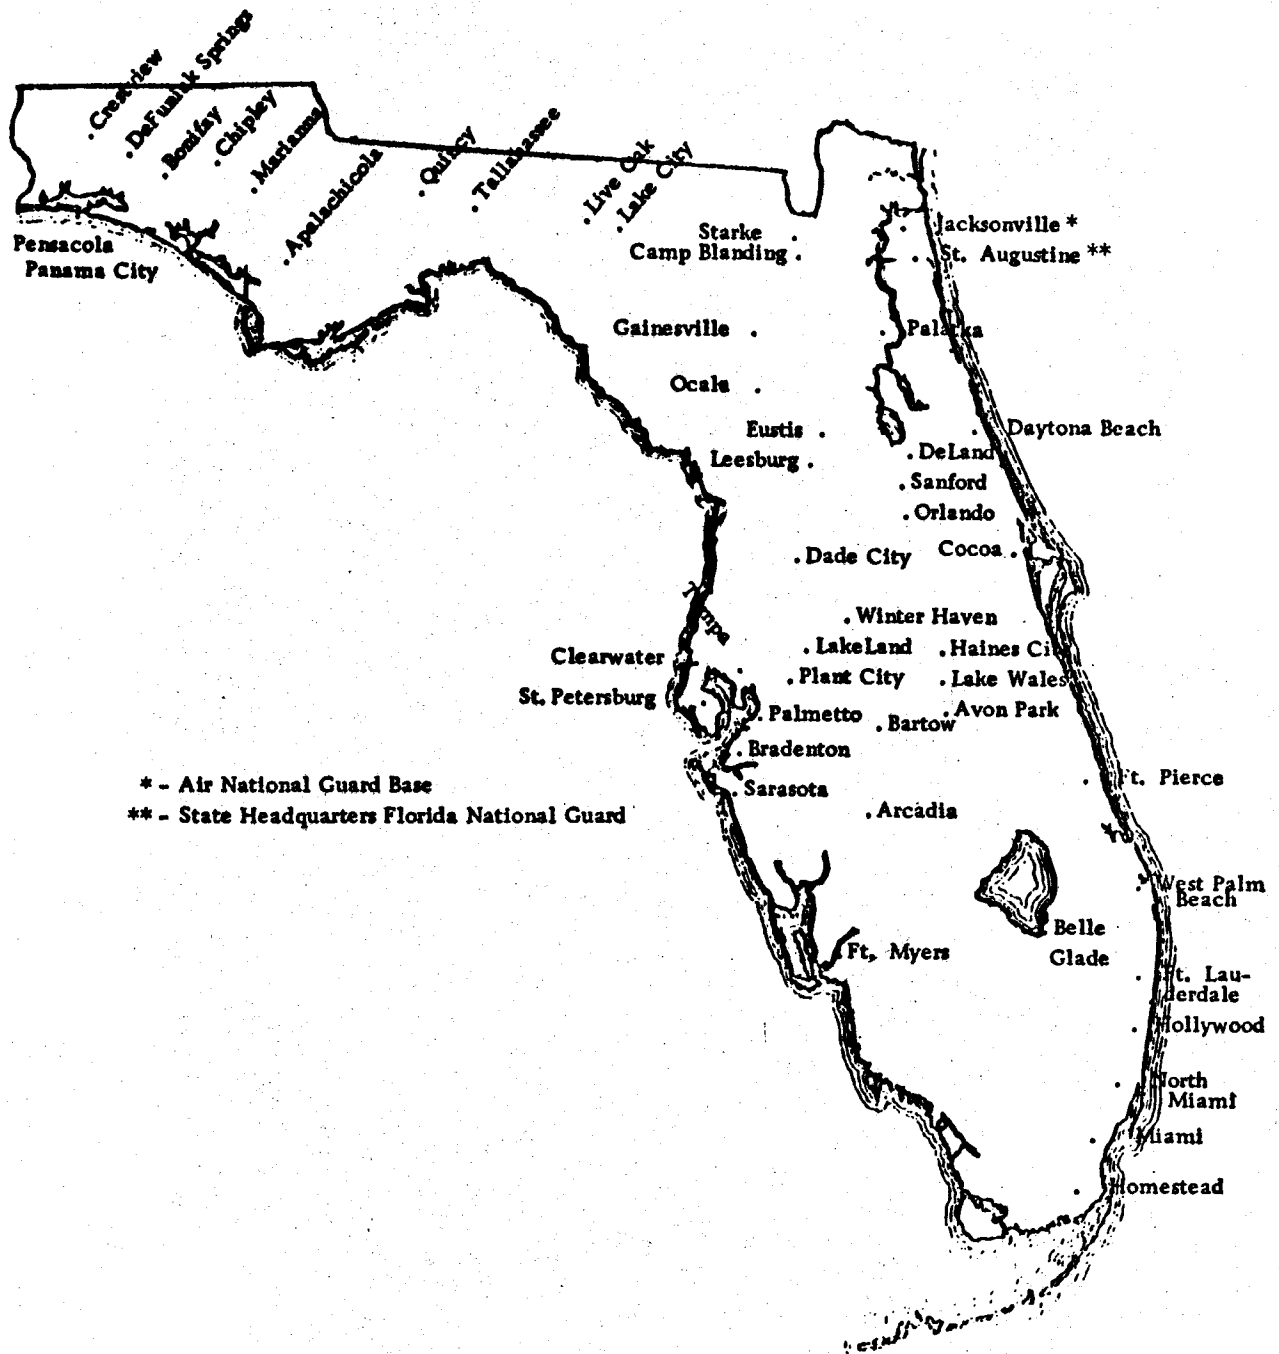 Crestview
DeFuniak Springs
Bonifay
Chipley
Marianna
Apalachicola
Quincy
Tallahassee
Live Oak
Lake City
Pensacola
Panama City
Starke
Camp Blanding
Jacksonville *
St. Augustine **
Gainesville
Palatka
Ocala
Eustis
Daytona Beach
Leesburg
DeLand
Sanford
Orlando
Dade City
Cocoa
Tampa
Winter Haven
Clearwater
LakeLand
Haines City
St. Petersburg
Plant City
Lake Wales
Palmetto
Bartow
Avon Park
Bradenton
Sarasota
Ft. Pierce
* - Air National Guard Base
** - State Headquarters Florida National Guard
Arcadia
West Palm
Beach
Belle
Glade
Ft. Myers
Ft. Lau-
derdale
Hollywood
North
Miami
Miami
Homestead